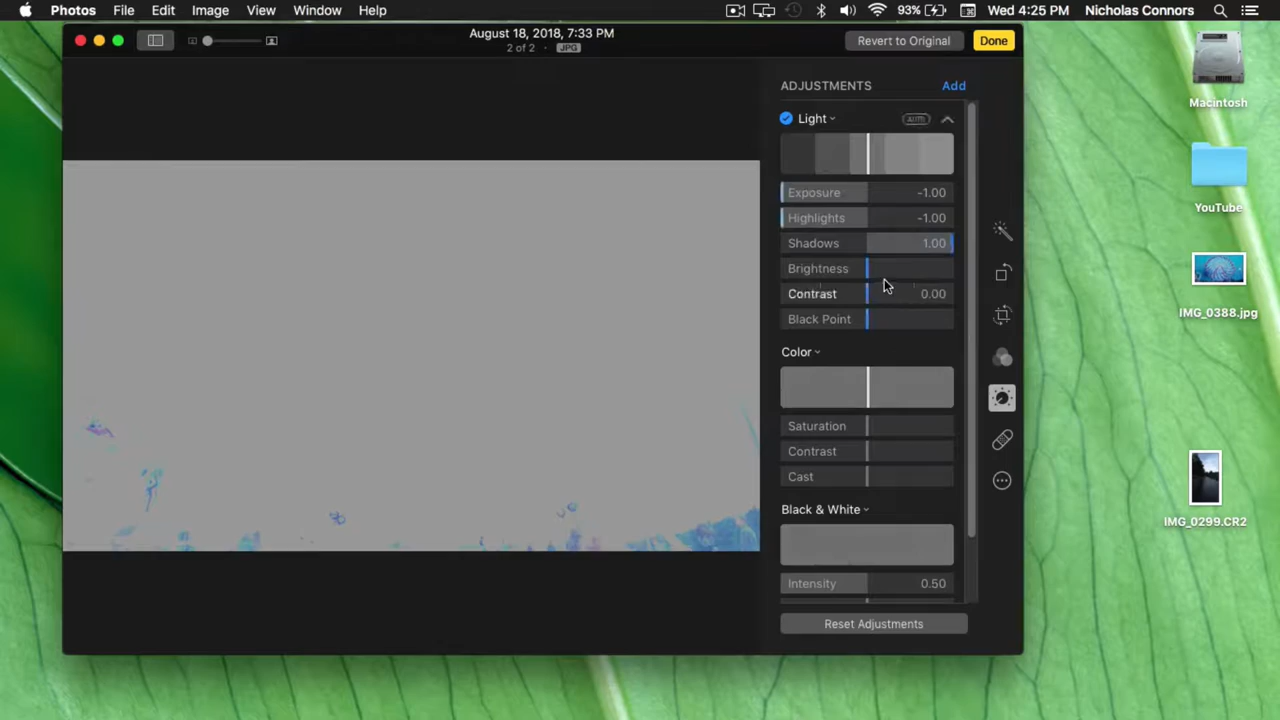 Photos File Edit Image View Window Help 93% Wed 4:25 PM Nicholas Connors
August 18, 2018, 7:33 PM
2 of 2 · JPG
Revert to Original
Done
ADJUSTMENTS Add
Light AUTO
Exposure -1.00
Highlights -1.00
Shadows 1.00
Brightness
Contrast 0.00
Black Point
Color
Saturation
Contrast
Cast
Black & White
Intensity 0.50
Reset Adjustments
Macintosh
YouTube
IMG_0388.jpg
IMG_0299.CR2